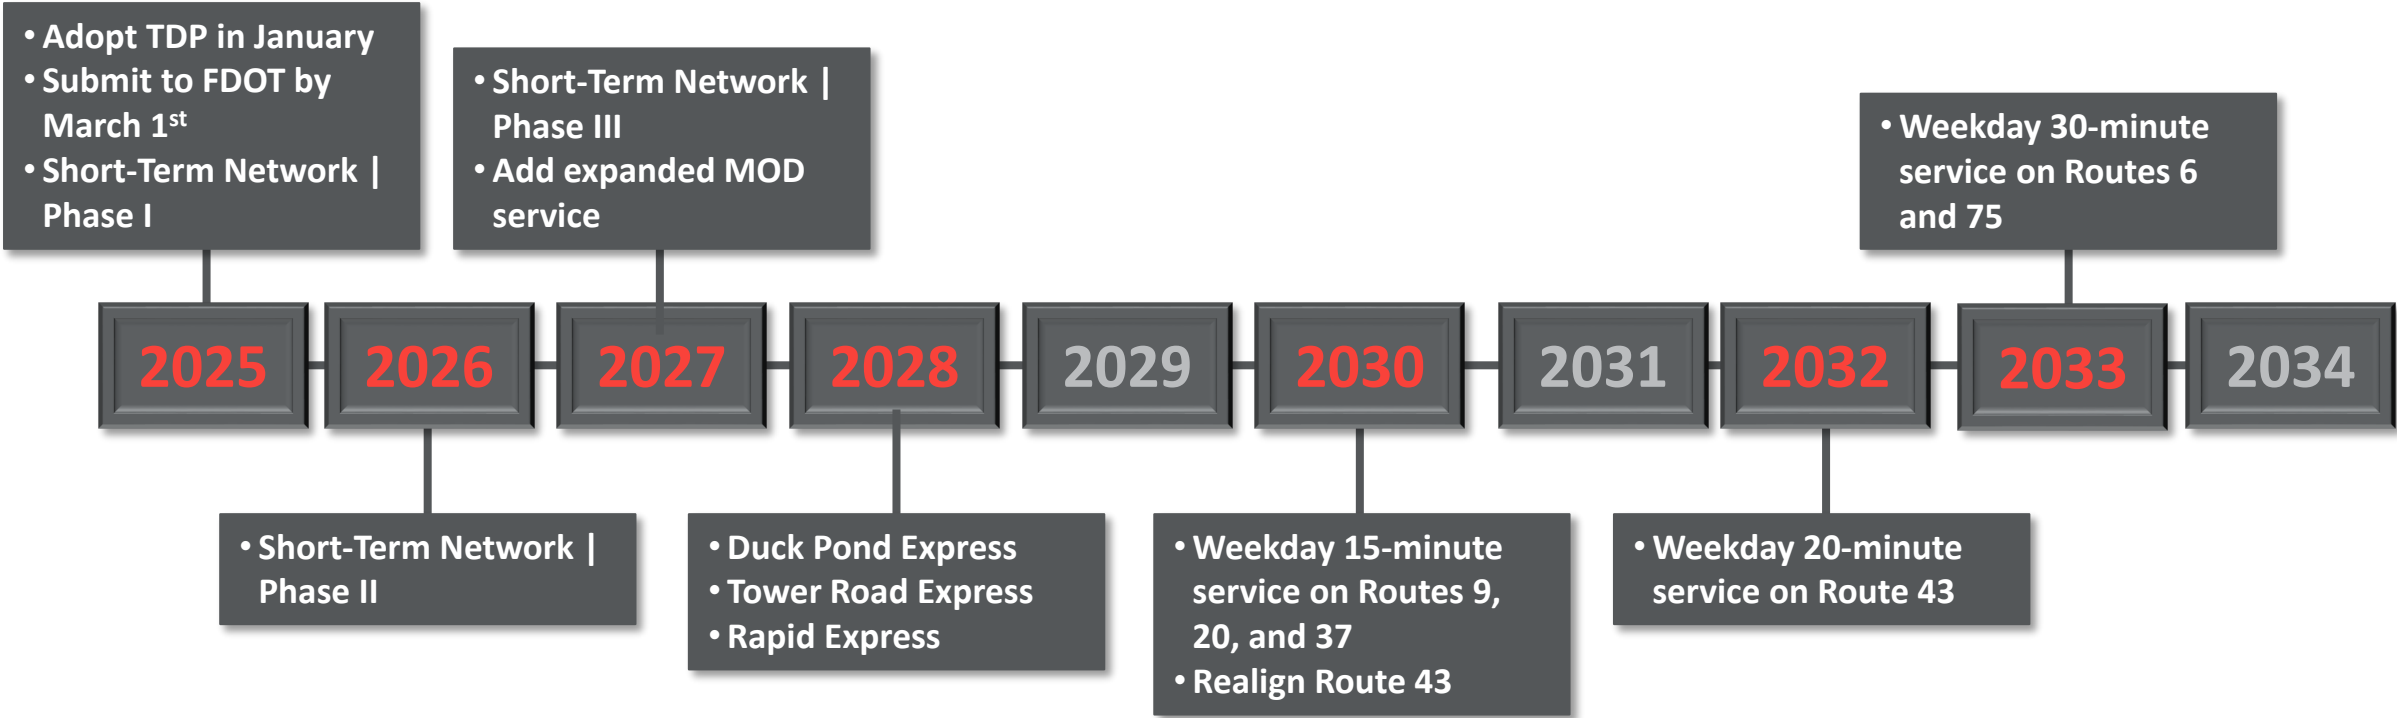 • Adopt TDP in January
• Submit to FDOT by
March 1st
• Short-Term Network |
Phase I
• Short-Term Network |
Phase III
• Add expanded MOD
service
• Weekday 30-minute
service on Routes 6
and 75
2025
2026
2027
2028
2029
2030
2031
2032
2033
2034
• Short-Term Network |
Phase II
• Duck Pond Express
• Tower Road Express
• Rapid Express
• Weekday 15-minute
service on Routes 9,
20, and 37
• Realign Route 43
• Weekday 20-minute
service on Route 43